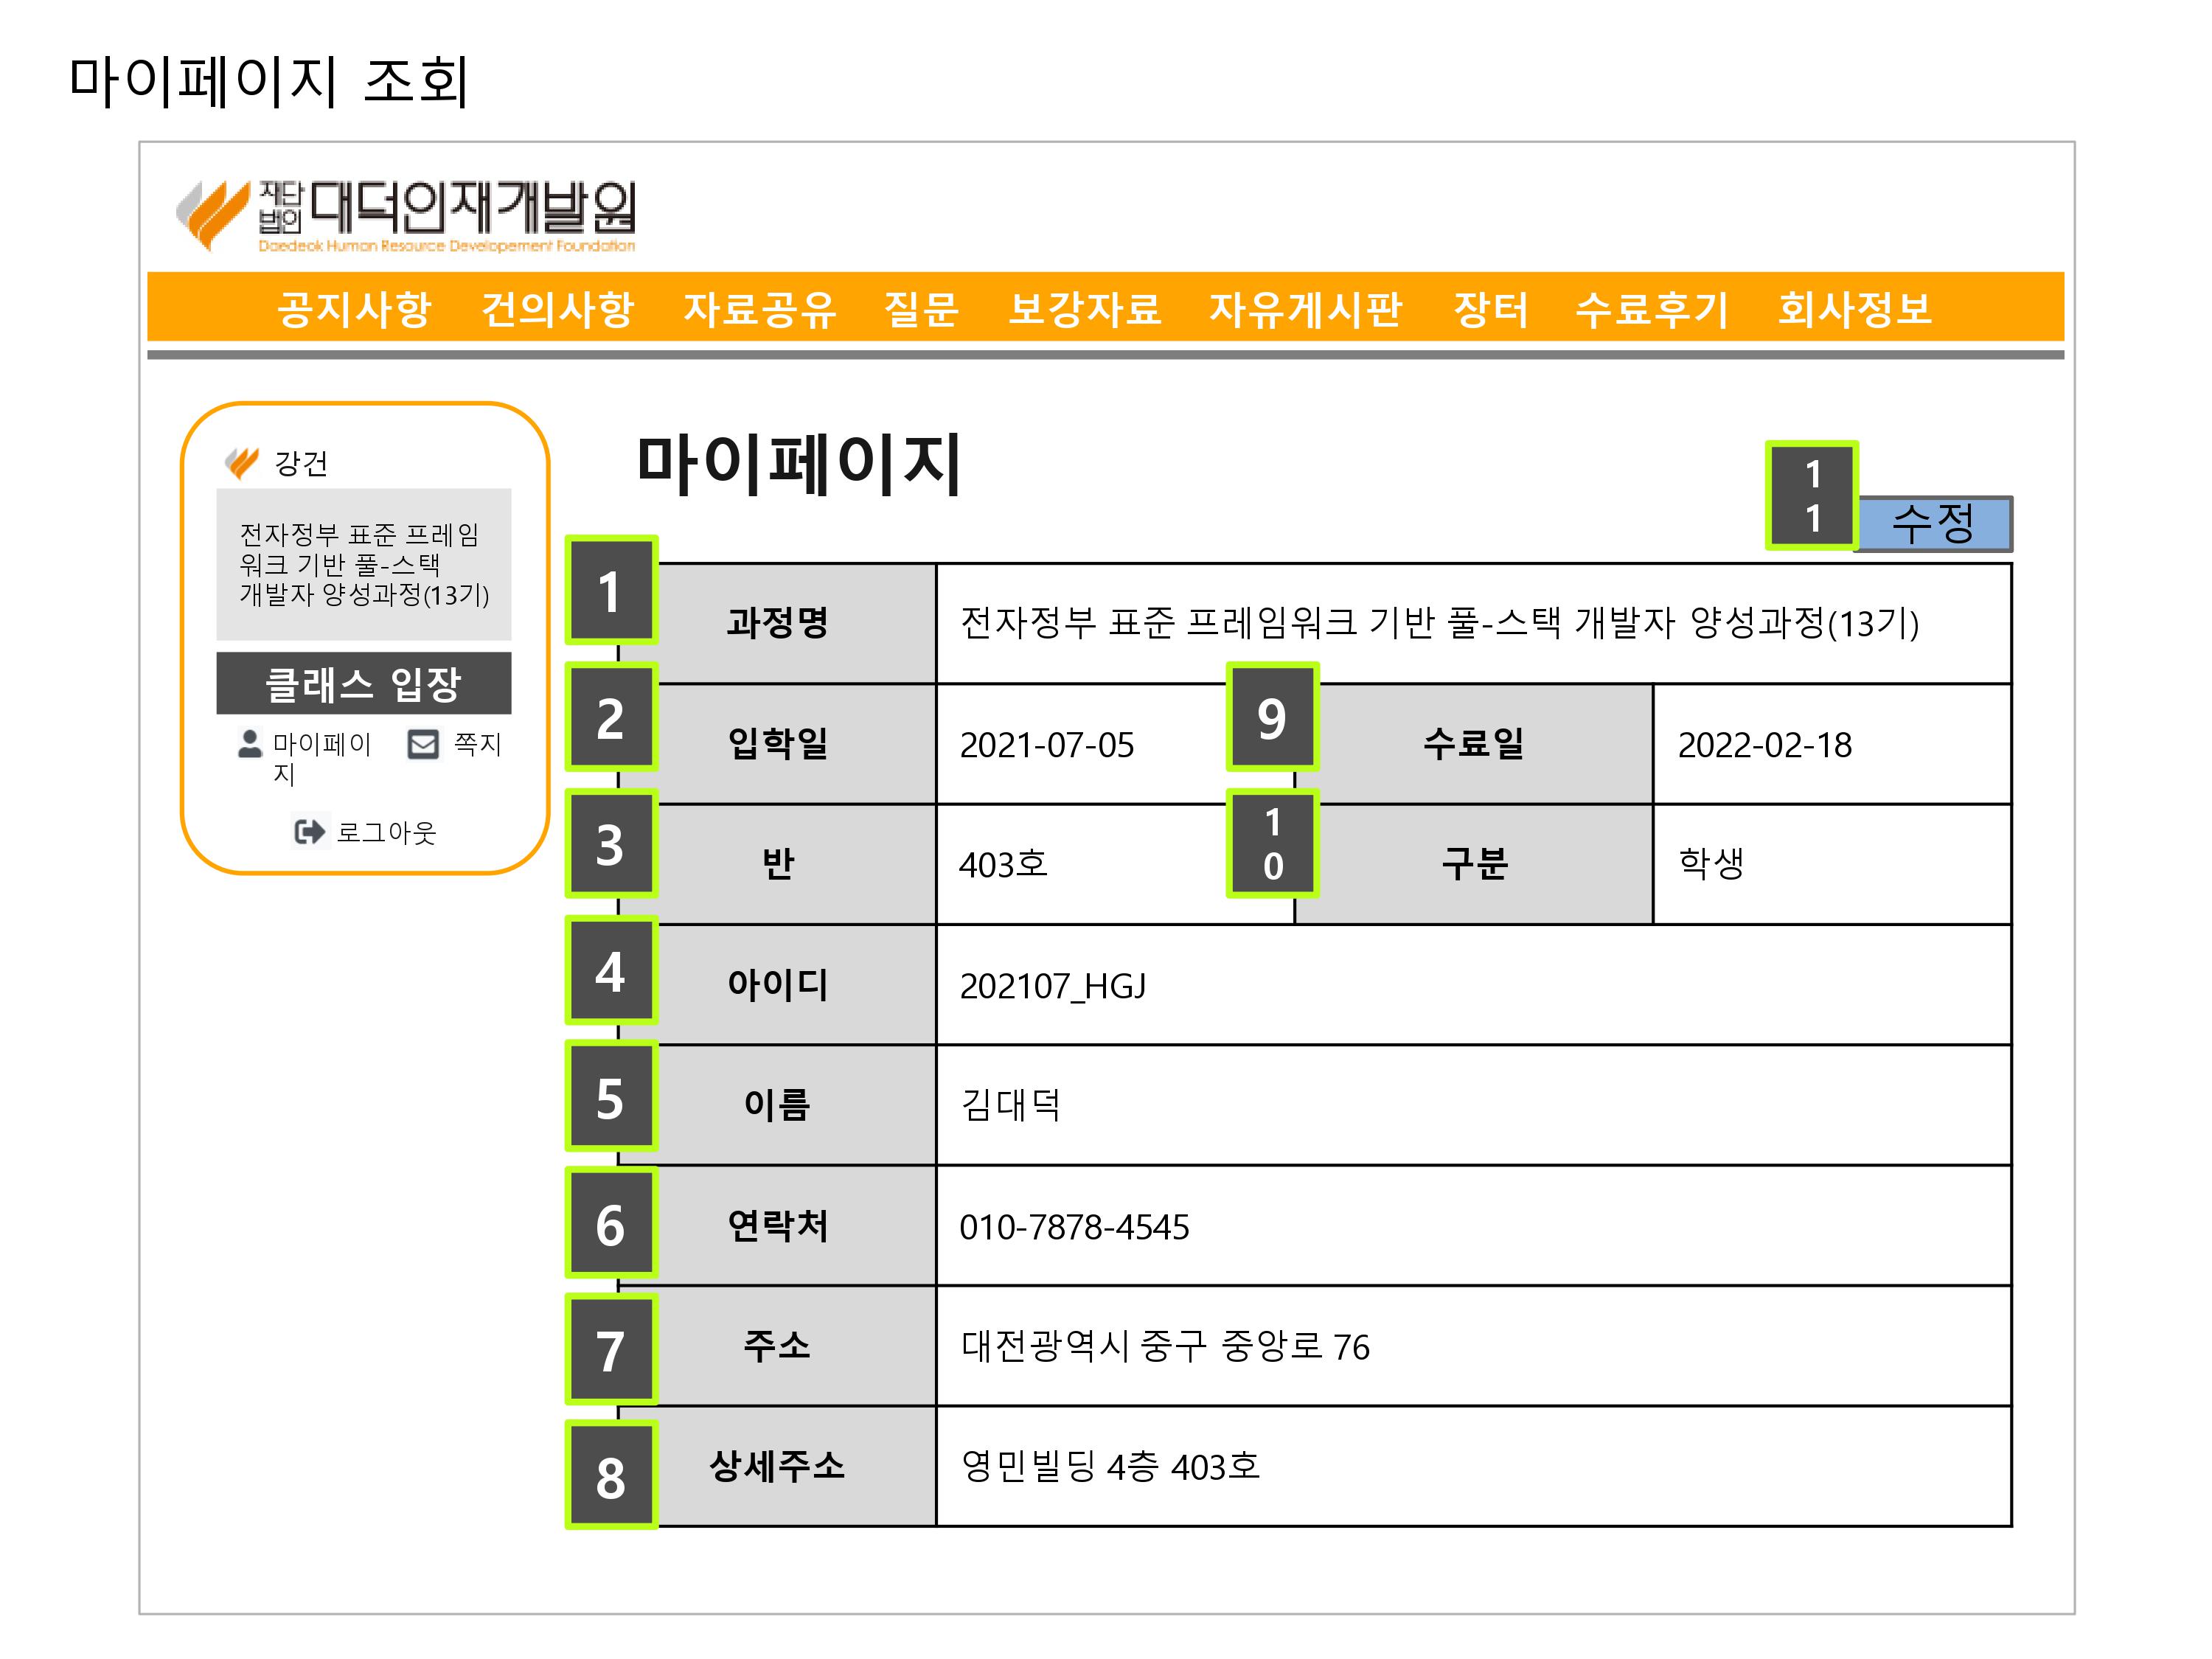 마이페이지 조회
재단
법인 대덕인재개발원
Daedeok Human Resource Developement Foundation
공지사항 건의사항 자료공유 질문 보강자료 자유게시판 장터 수료후기 회사정보
강건
전자정부 표준 프레임
워크 기반 풀-스택
개발자 양성과정(13기)
클래스 입장
마이페이
지
쪽지
로그아웃
마이페이지
1
1
수정
1 과정명 전자정부 표준 프레임워크 기반 풀-스택 개발자 양성과정(13기)
2 입학일 2021-07-05 9 수료일 2022-02-18
3 반 403호 1
0 구분 학생
4 아이디 202107_HGJ
5 이름 김대덕
6 연락처 010-7878-4545
7 주소 대전광역시 중구 중앙로 76
8 상세주소 영민빌딩 4층 403호